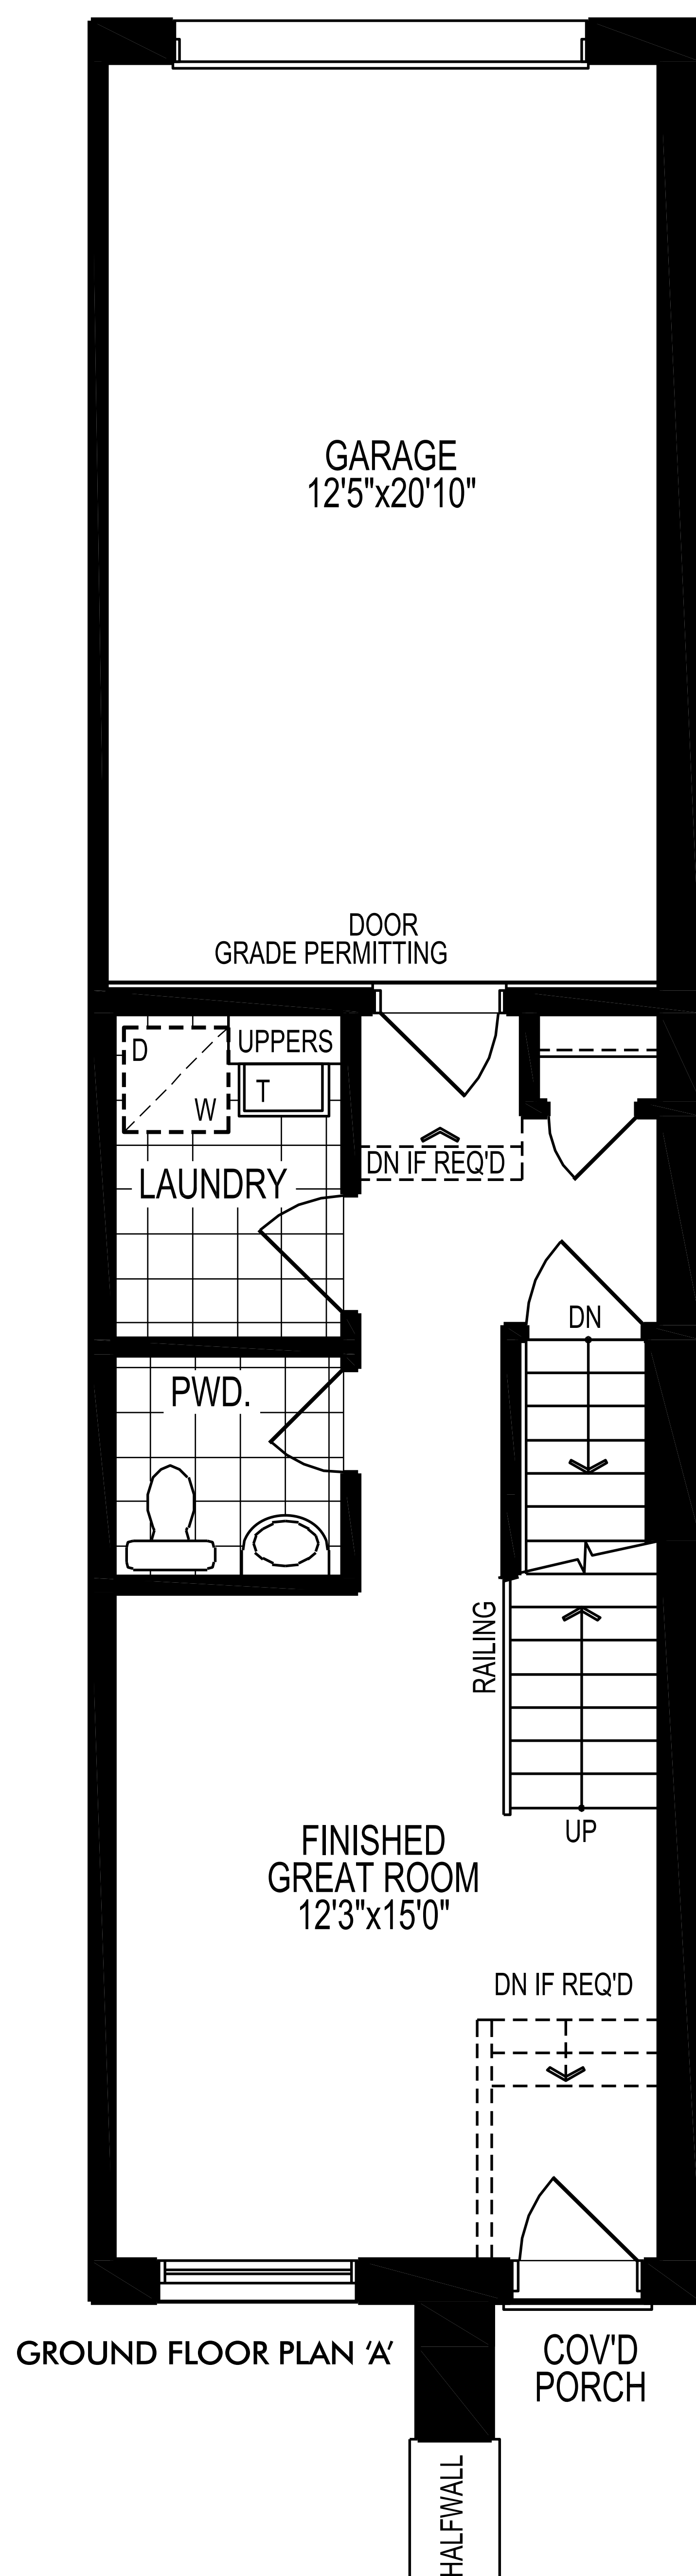 GARAGE
12'5"x20'10"
DOOR
GRADE PERMITTING
D
W
UPPERS
T
LAUNDRY
DN IF REQ'D
DN
PWD.
RAILING
UP
FINISHED
GREAT ROOM
12'3"x15'0"
DN IF REQ'D
GROUND FLOOR PLAN ‘A’
COV'D
PORCH
HALFWALL